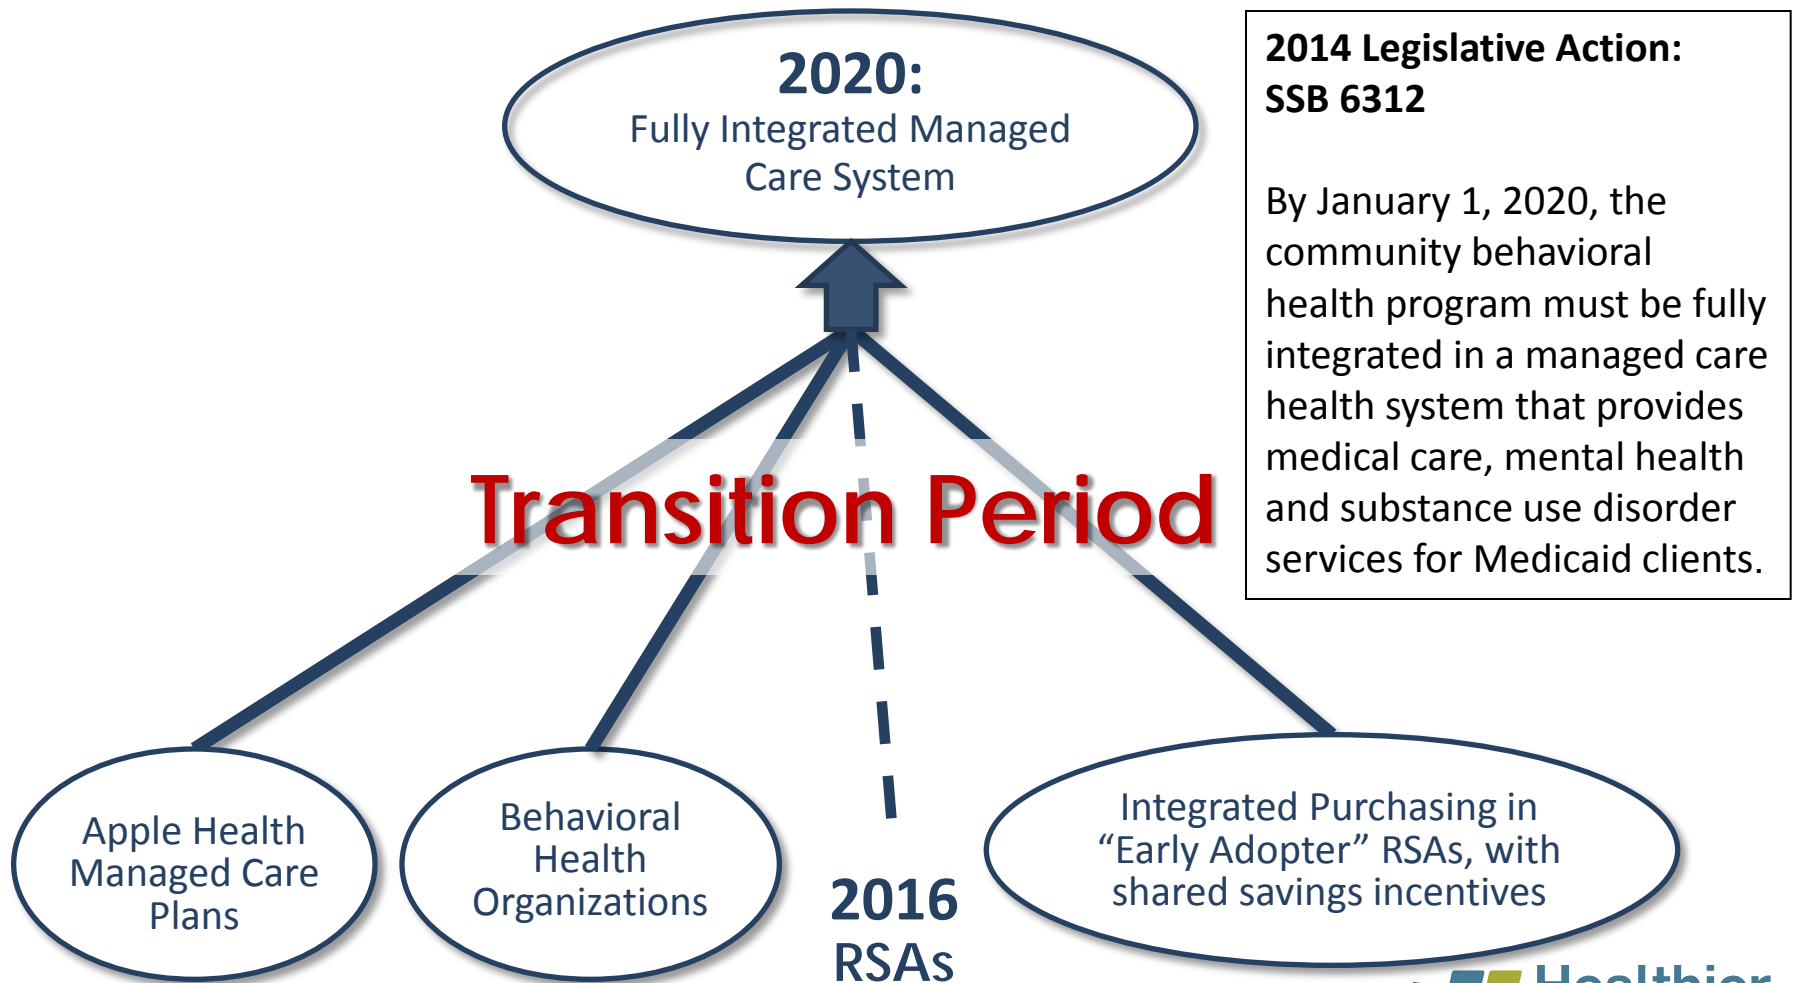 2020:
Fully Integrated Managed
Care System
2014 Legislative Action:
SSB 6312
By January 1, 2020, the
community behavioral
health program must be fully
integrated in a managed care
health system that provides
medical care, mental health
and substance use disorder
services for Medicaid clients.
Transition Period
Apple Health
Managed Care
Plans
Behavioral
Health
Organizations
2016
RSAs
Integrated Purchasing in
“Early Adopter” RSAs, with
shared savings incentives
Healthier